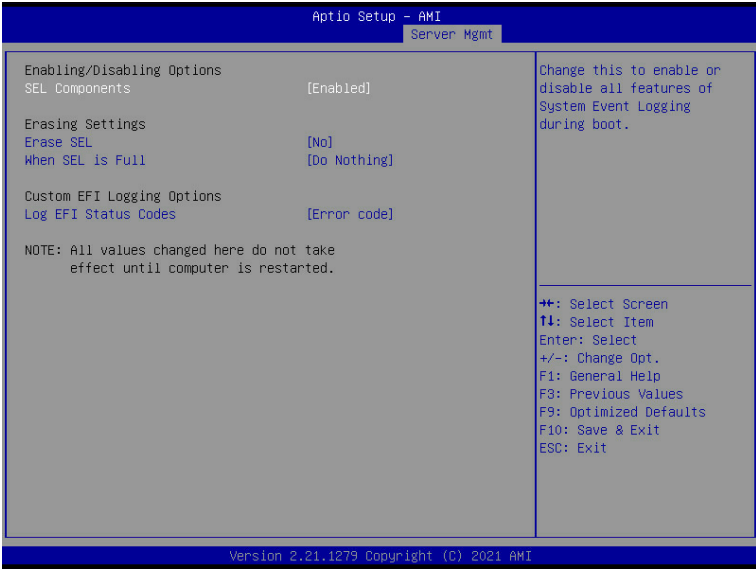 Aptio Setup – AMI
Server Mgmt
Enabling/Disabling Options
SEL Components [Enabled]
Erasing Settings
Erase SEL [No]
When SEL is Full [Do Nothing]
Custom EFI Logging Options
Log EFI Status Codes [Error code]
NOTE: All values changed here do not take
effect until computer is restarted.
Change this to enable or
disable all features of
System Event Logging
during boot.
→←: Select Screen
↑↓: Select Item
Enter: Select
+/-: Change Opt.
F1: General Help
F3: Previous Values
F9: Optimized Defaults
F10: Save & Exit
ESC: Exit
Version 2.21.1279 Copyright (C) 2021 AMI